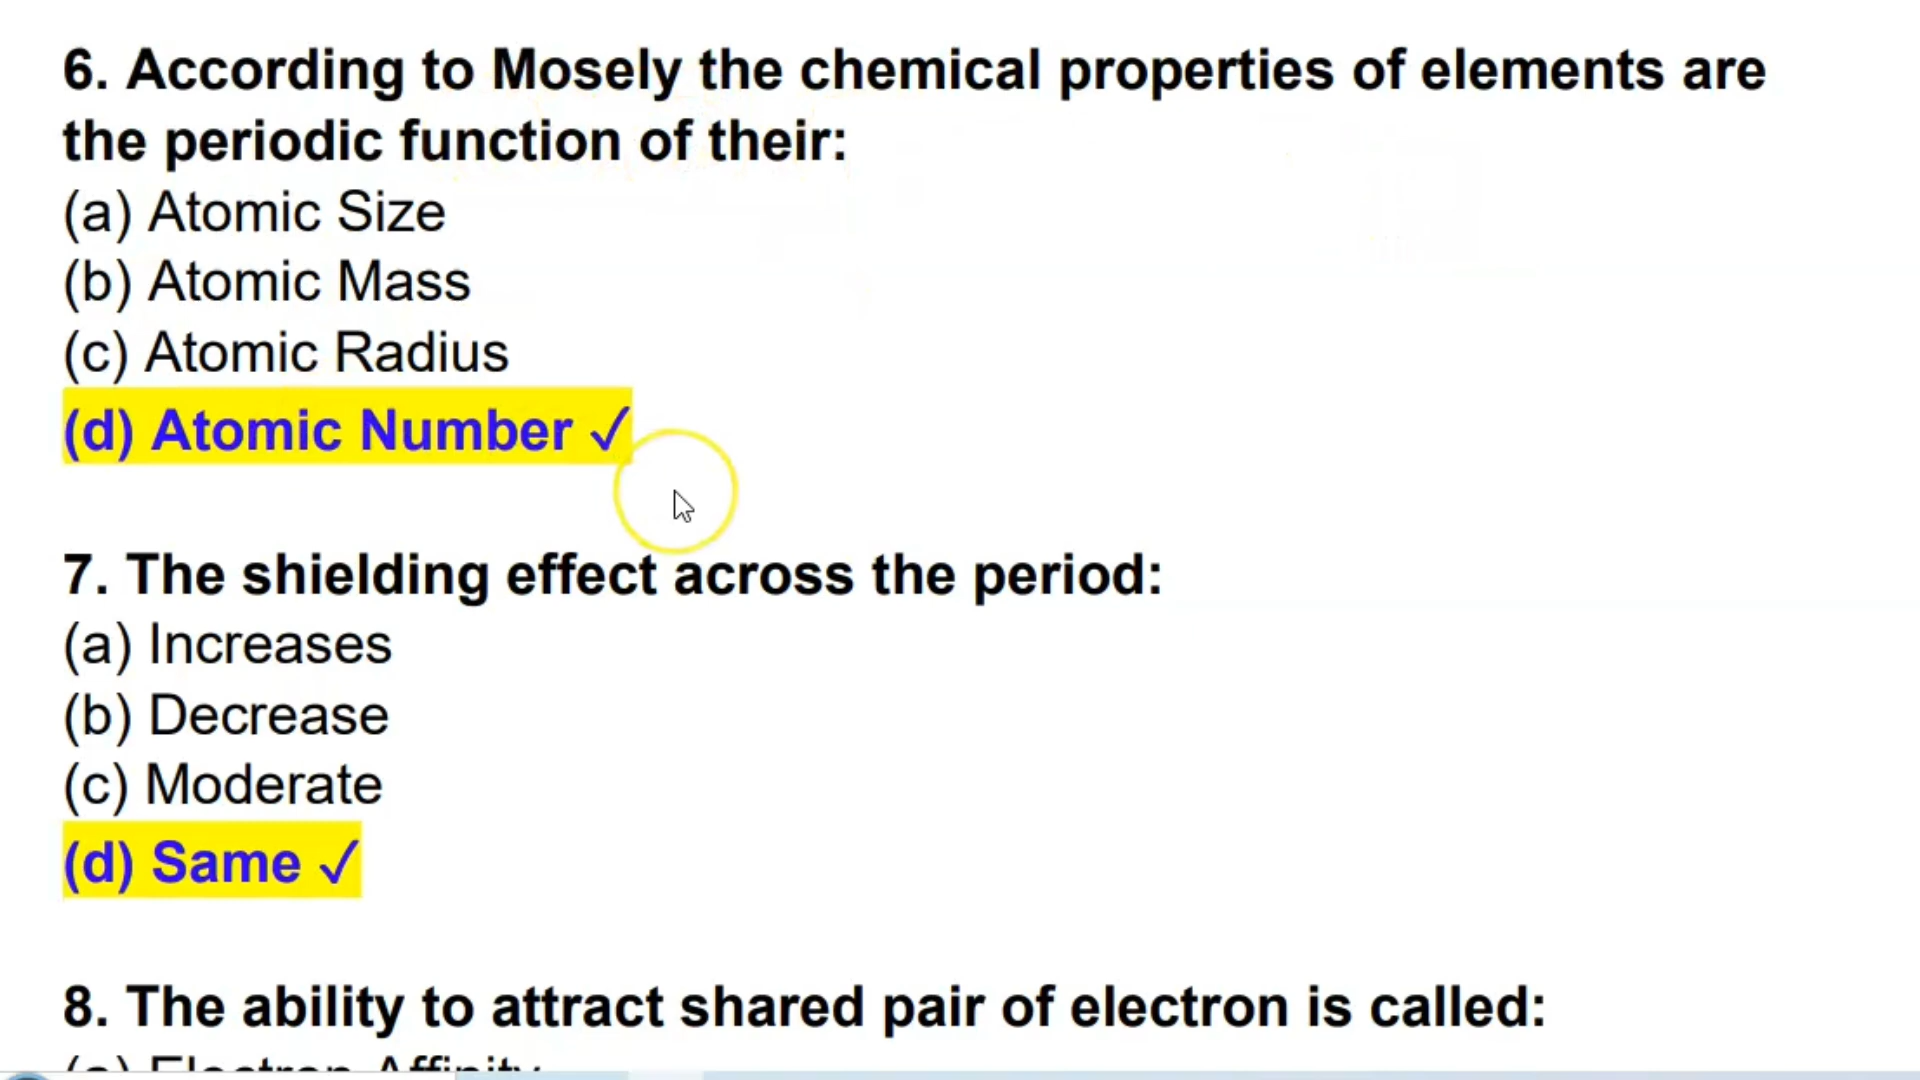 6. According to Mosely the chemical properties of elements are
the periodic function of their:
(a) Atomic Size
(b) Atomic Mass
(c) Atomic Radius
(d) Atomic Number ✓
7. The shielding effect across the period:
(a) Increases
(b) Decrease
(c) Moderate
(d) Same ✓
8. The ability to attract shared pair of electron is called:
(a) Electron Affinity